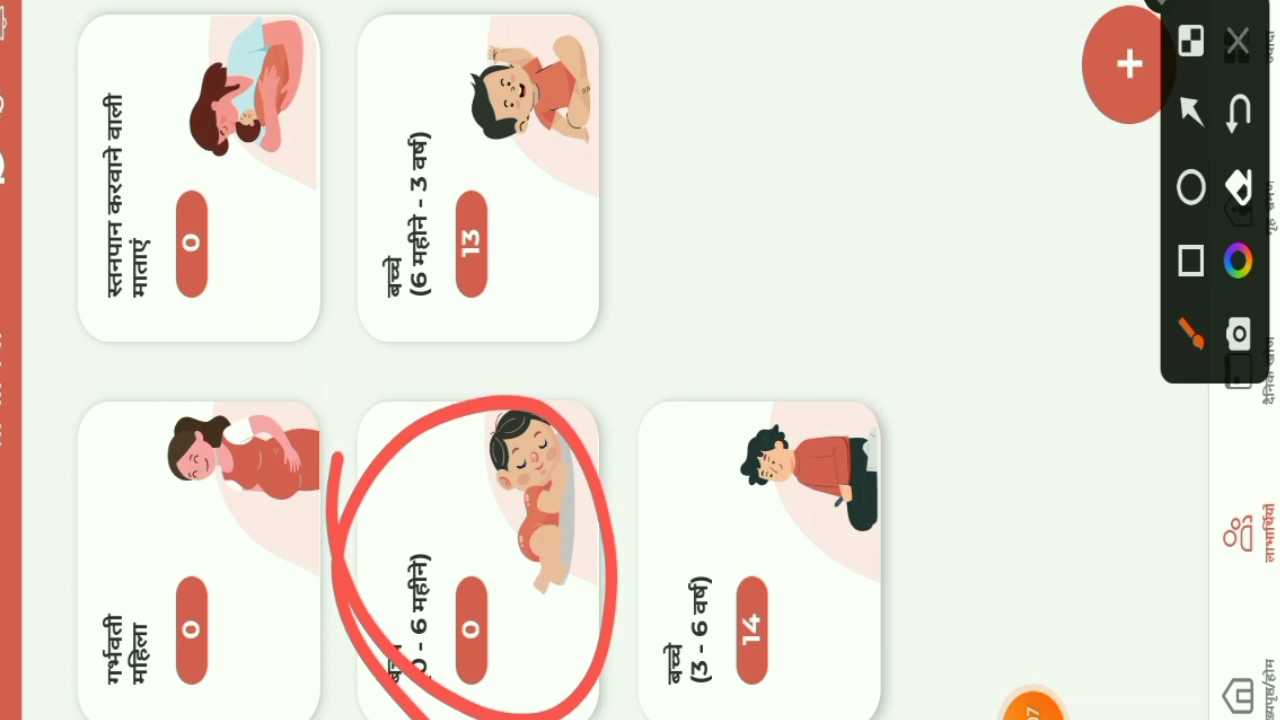 गर्भवती
महिला
0
स्तनपान करवाने वाली
माताएं
0
0 - 6 महीने)
0
बच्चे
(6 महीने - 3 वर्ष)
13
बच्चे
(3 - 6 वर्ष)
14
+
लाभार्थियां